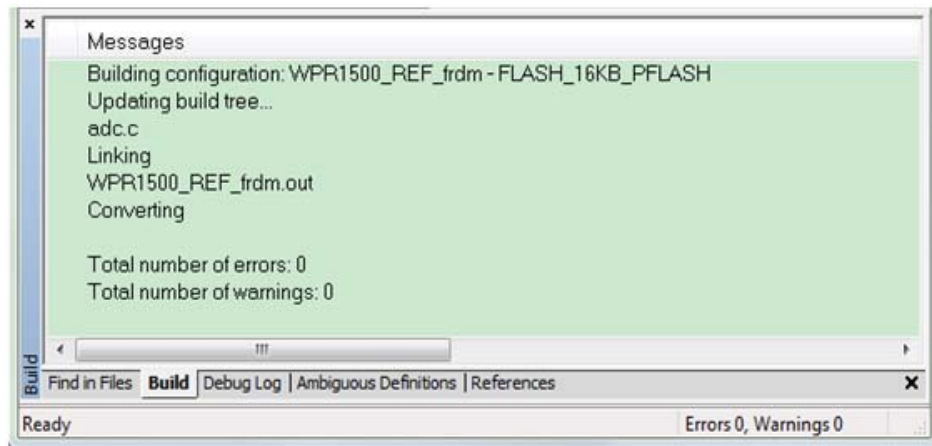 Messages
Building configuration: WPR1500_REF_frdm - FLASH_16KB_PFLASH
Updating build tree...
adc.c
Linking
WPR1500_REF_frdm.out
Converting
Total number of errors: 0
Total number of warnings: 0
Build
Find in Files Build Debug Log | Ambiguous Definitions | References
Ready Errors 0, Warnings 0